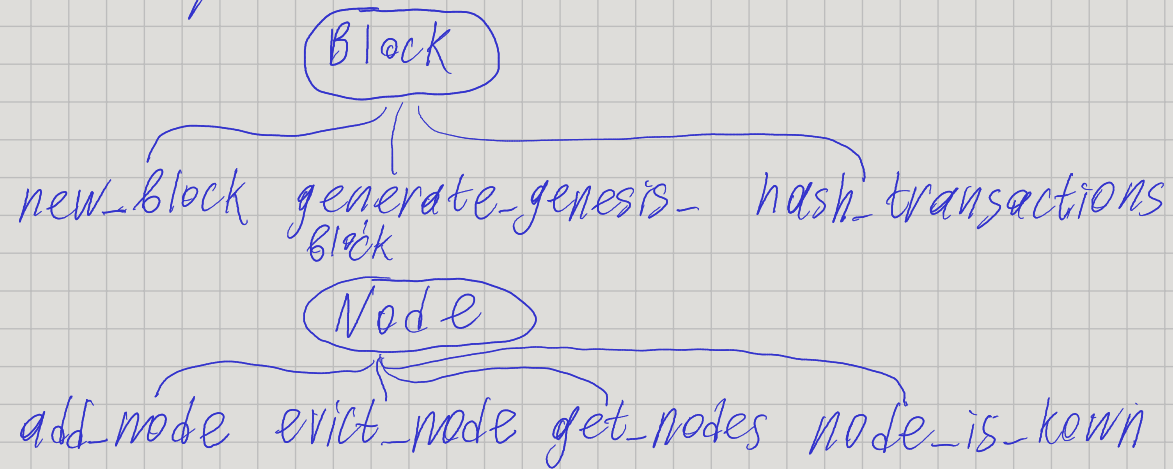 Block
new_block generate_genesis_ hash_transactions
block
Node
add_node evict_node get_nodes node_is_kown